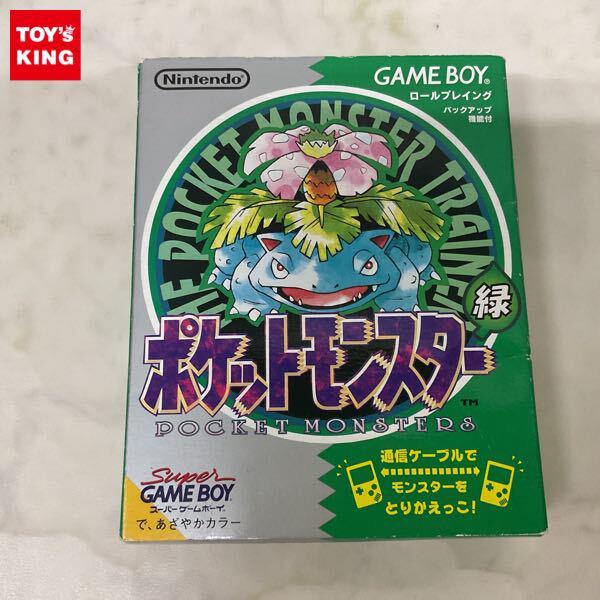 TOY's
KING
Nintendo
GAME BOY®
ロールプレイング
バックアップ
機能付
THE POCKET MONSTER TRAINER
緑
ポケットモンスター
TM
POCKET MONSTERS
通信ケーブルで
モンスターを
とりかえっこ!
Super
GAME BOY
スーパーゲームボーイ
で、あざやかカラー